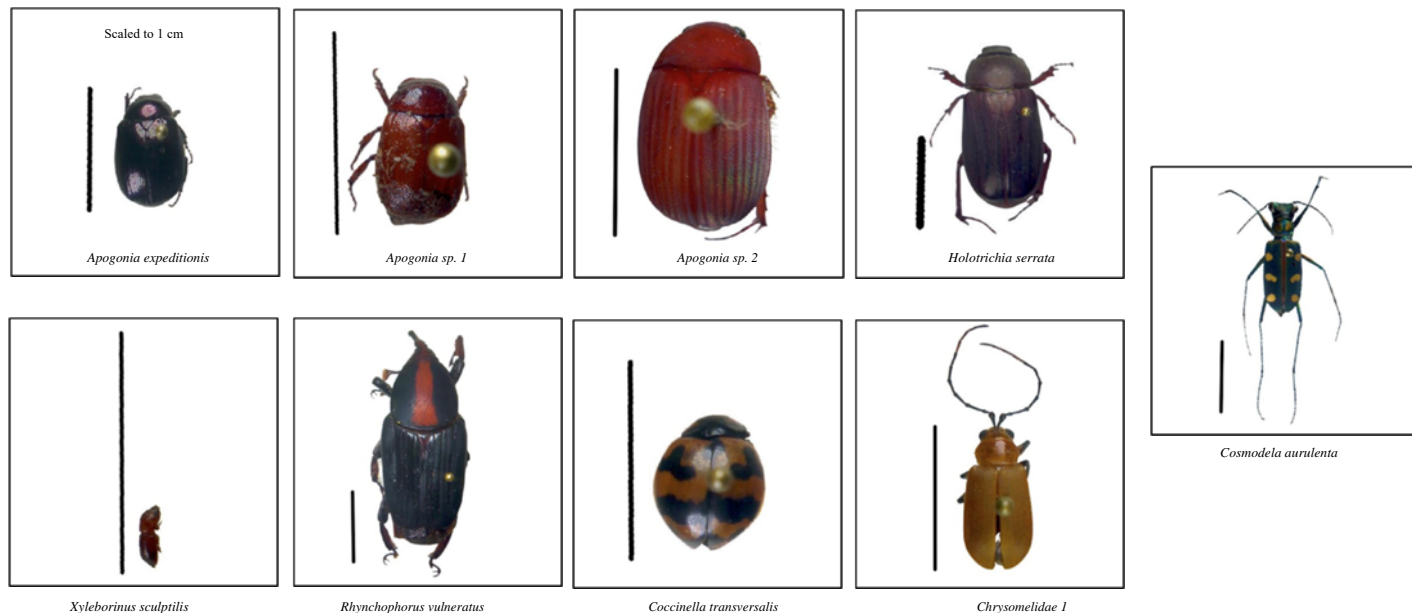 Scaled to 1 cm
Apogonia expeditionis
Apogonia sp. 1
Apogonia sp. 2
Holotrichia serrata
Cosmodela aurulenta
Xyleborinus sculptilis
Rhynchophorus vulneratus
Coccinella transversalis
Chrysomelidae 1